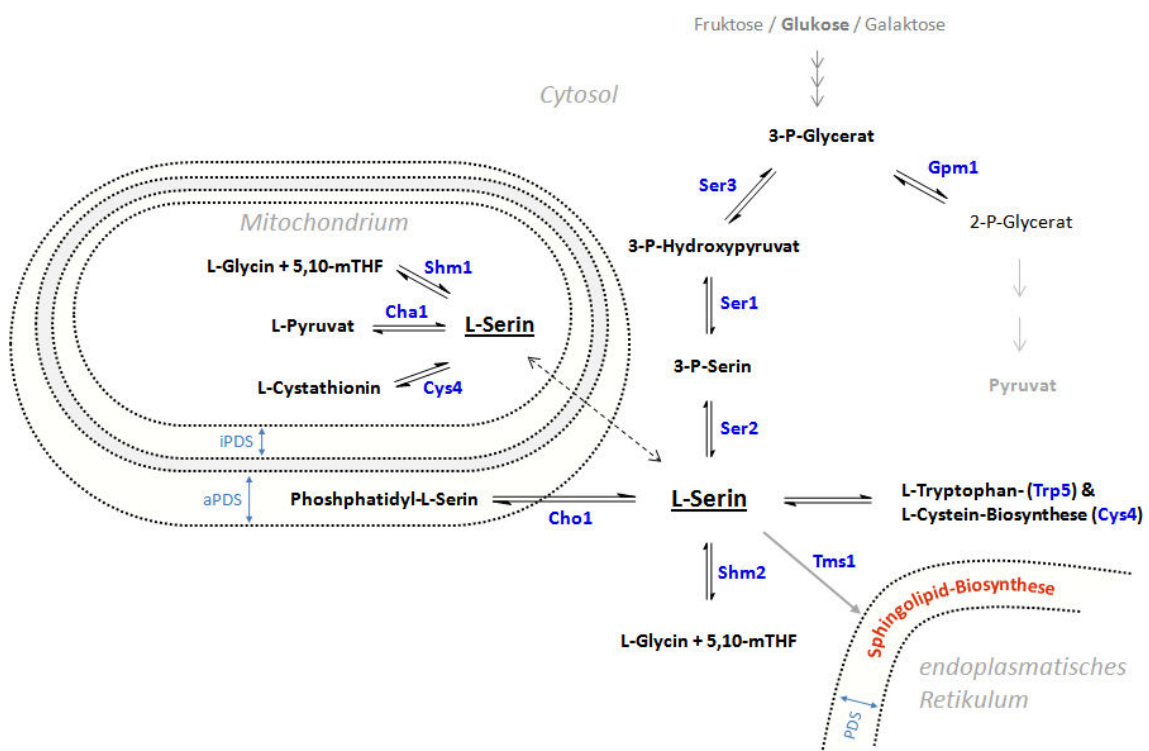 Fruktose / Glukose / Galaktose
Cytosol
3-P-Glycerat
Ser3
Gpm1
2-P-Glycerat
3-P-Hydroxypyruvat
Ser1
3-P-Serin
Pyruvat
Ser2
Mitochondrium
L-Glycin + 5,10-mTHF
Shm1
Cha1
L-Pyruvat
L-Serin
L-Cystathionin
Cys4
iPDS
aPDS
Phoshphatidyl-L-Serin
Cho1
L-Serin
L-Tryptophan- (Trp5) &
L-Cystein-Biosynthese (Cys4)
Shm2
Tms1
L-Glycin + 5,10-mTHF
Sphingolipid-Biosynthese
endoplasmatisches
Retikulum
PDS